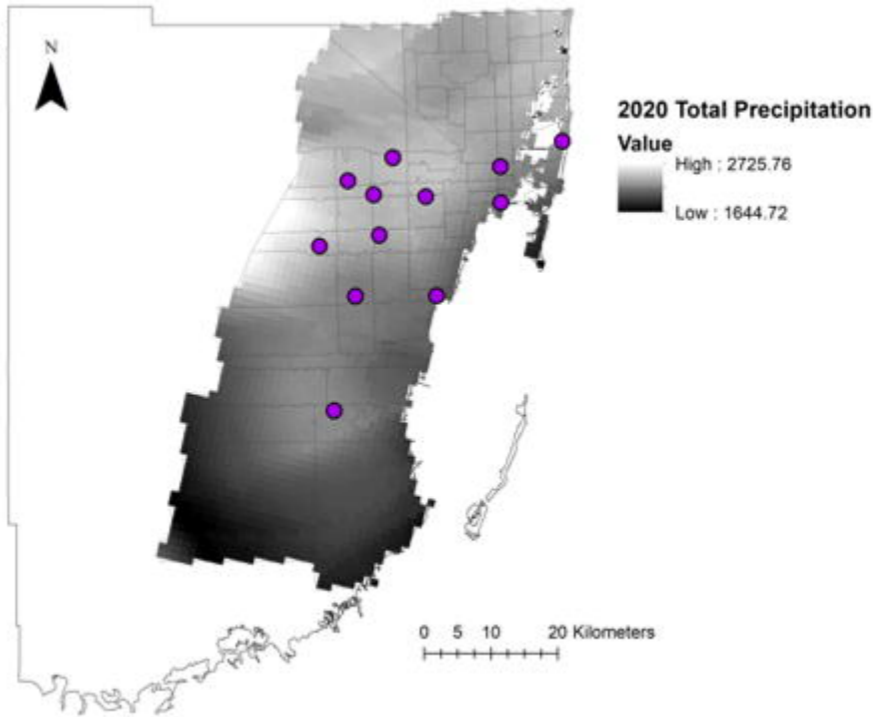 N
2020 Total Precipitation
Value
High : 2725.76
Low : 1644.72
0 5 10 20 Kilometers